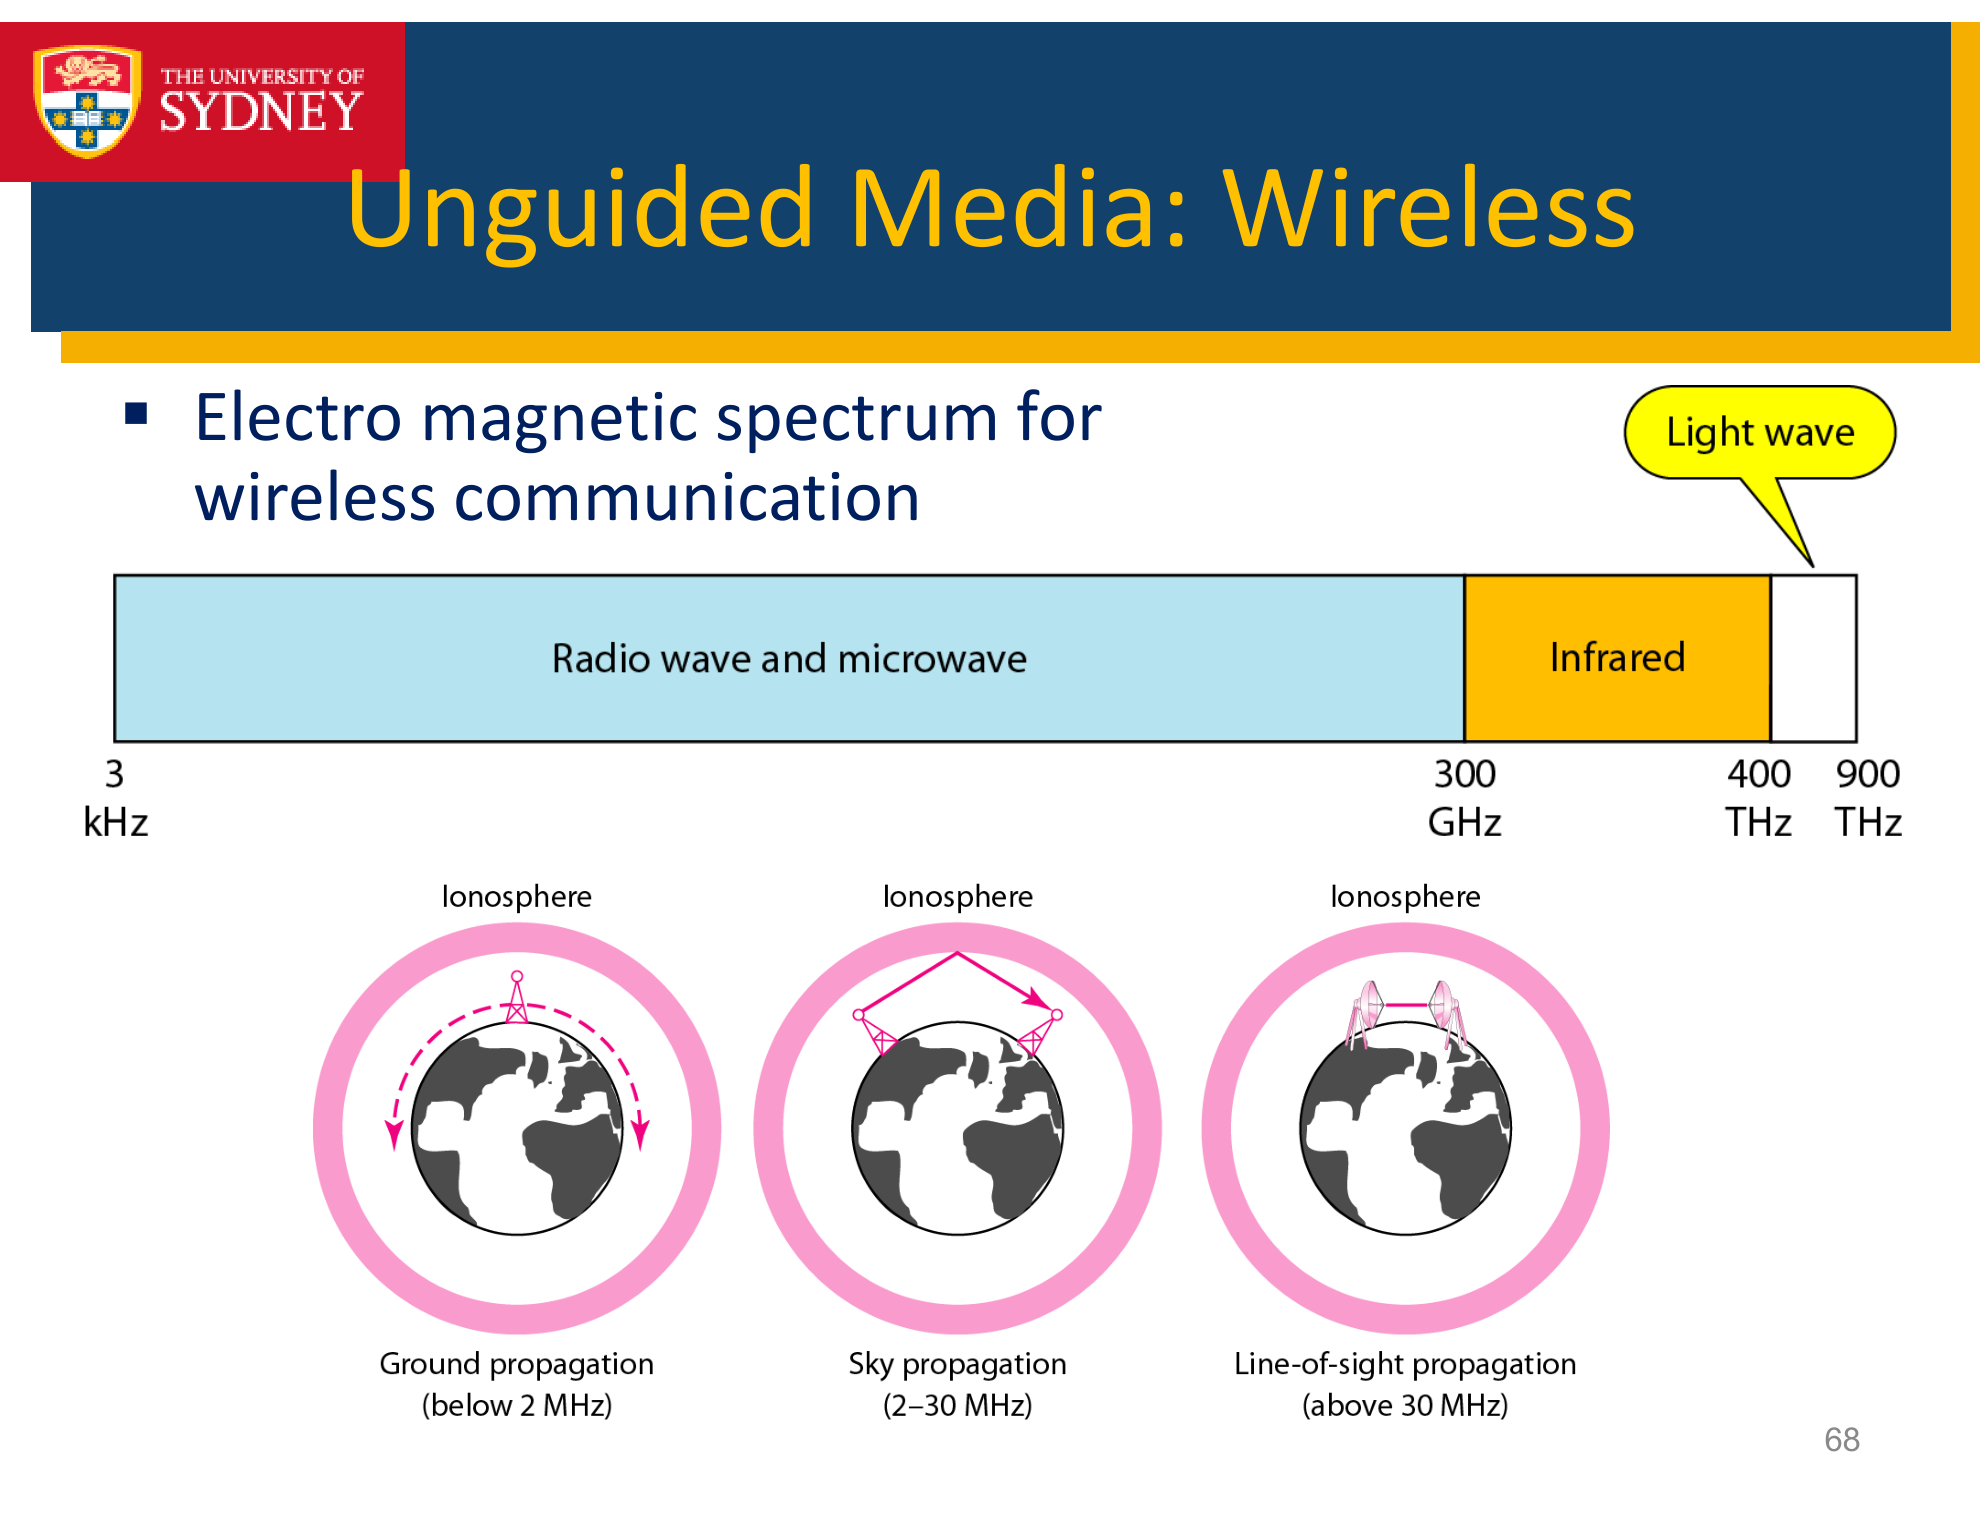 THE UNIVERSITY OF
SYDNEY
Unguided Media: Wireless
▪ Electro magnetic spectrum for
wireless communication
Light wave
Radio wave and microwave
Infrared
3
kHz
300
GHz
400
THz
900
THz
Ionosphere
Ionosphere
Ionosphere
Ground propagation
(below 2 MHz)
Sky propagation
(2–30 MHz)
Line-of-sight propagation
(above 30 MHz)
68